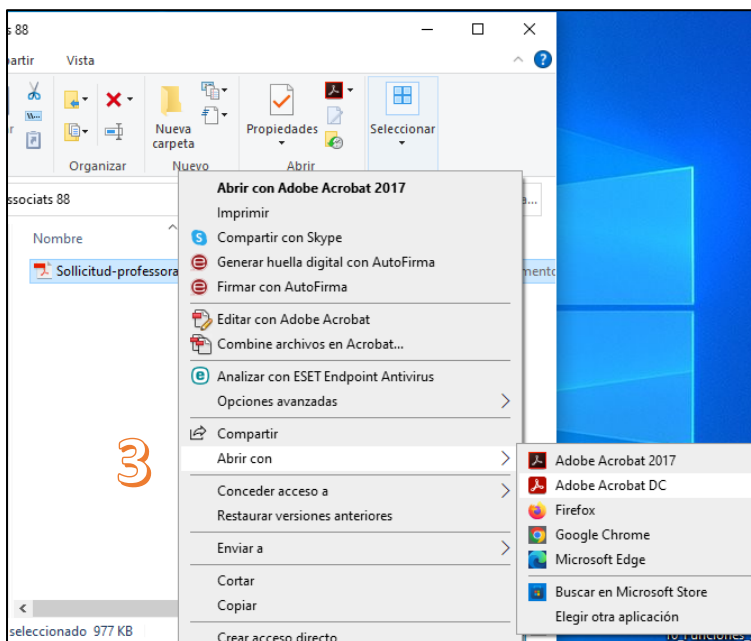 s 88
partir Vista
Nueva carpeta
Propiedades
Seleccionar
Organizar Nuevo Abrir
ssociats 88
Nombre
Sollicitud-professora
Abrir con Adobe Acrobat 2017
Imprimir
Compartir con Skype
Generar huella digital con AutoFirma
Firmar con AutoFirma
Editar con Adobe Acrobat
Combine archivos en Acrobat...
Analizar con ESET Endpoint Antivirus
Opciones avanzadas
Compartir
3
Abrir con
Conceder acceso a
Restaurar versiones anteriores
Enviar a
Cortar
Copiar
Crear acceso directo
Adobe Acrobat 2017
Adobe Acrobat DC
Firefox
Google Chrome
Microsoft Edge
Buscar en Microsoft Store
Elegir otra aplicación
seleccionado 977 KB
10_Funciones